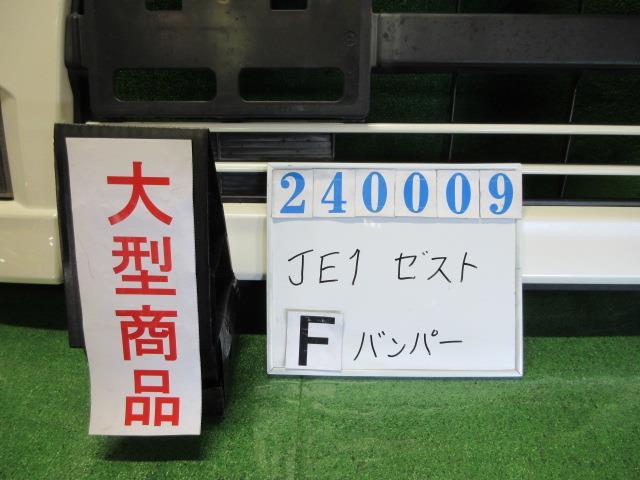 大型商品
240009
JE1 ゼスト
F バンパー